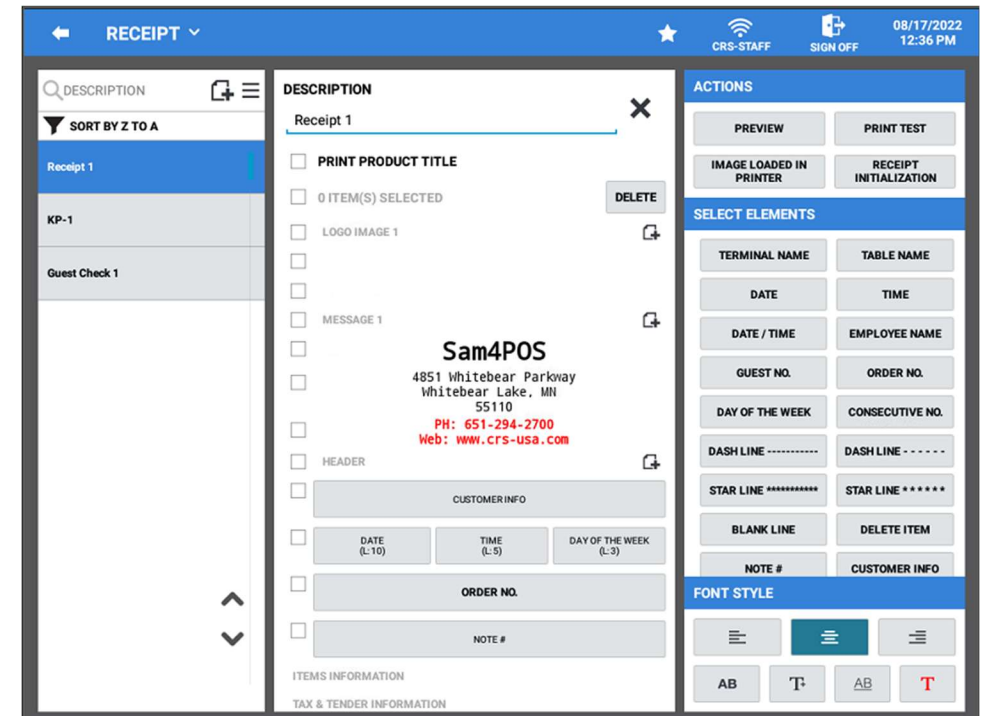 RECEIPT
CRS-STAFF
SIGN OFF
08/17/2022
12:36 PM
DESCRIPTION
SORT BY Z TO A
Receipt 1
KP-1
Guest Check 1
DESCRIPTION
Receipt 1
PRINT PRODUCT TITLE
0 ITEM(S) SELECTED
DELETE
LOGO IMAGE 1
MESSAGE 1
Sam4POS
4851 Whitebear Parkway
Whitebear Lake, MN
55110
PH: 651-294-2700
Web: www.crs-usa.com
HEADER
CUSTOMER INFO
DATE
(L:10)
TIME
(L:5)
DAY OF THE WEEK
(L:3)
ORDER NO.
NOTE #
ITEMS INFORMATION
TAX & TENDER INFORMATION
ACTIONS
PREVIEW
PRINT TEST
IMAGE LOADED IN
PRINTER
RECEIPT
INITIALIZATION
SELECT ELEMENTS
TERMINAL NAME
TABLE NAME
DATE
TIME
DATE / TIME
EMPLOYEE NAME
GUEST NO.
ORDER NO.
DAY OF THE WEEK
CONSECUTIVE NO.
DASH LINE -----------
DASH LINE - - - - - -
STAR LINE ***********
STAR LINE * * * * * *
BLANK LINE
DELETE ITEM
NOTE #
CUSTOMER INFO
FONT STYLE
AB
T
AB
T